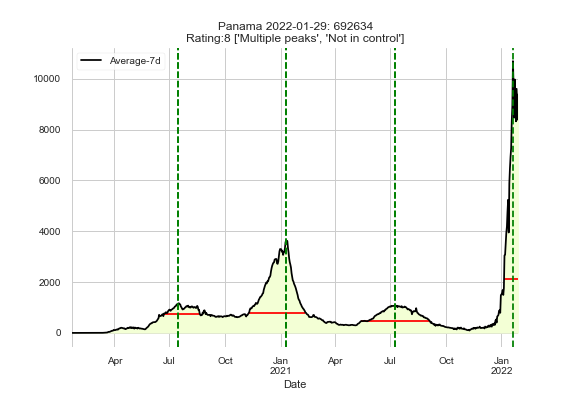 Panama 2022-01-29: 692634
Rating:8 ['Multiple peaks', 'Not in control']
Average-7d
10000
8000
6000
4000
2000
0
Apr
Jul
Oct
Jan
2021
Apr
Jul
Oct
Jan
2022
Date